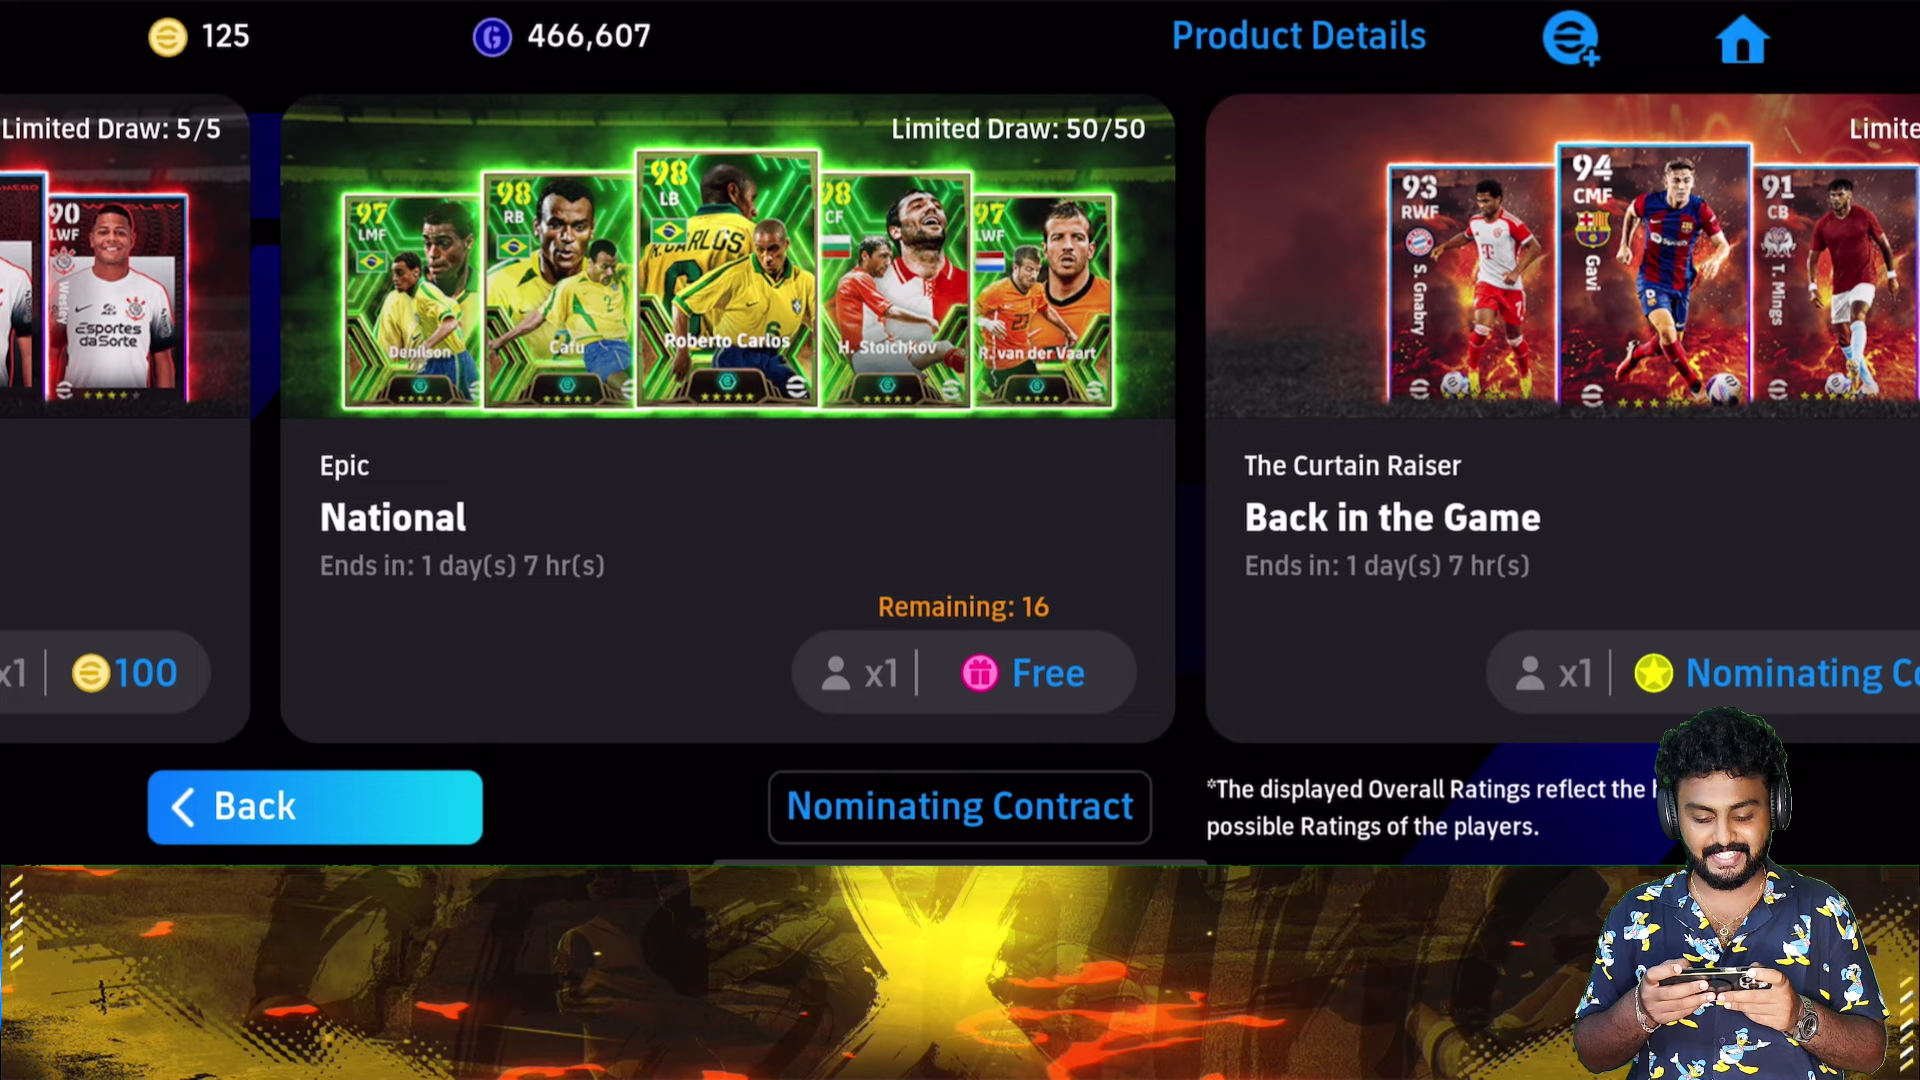 125
466,607
Product Details
Limited Draw: 5/5
90
LWF
Wesley
Esportes
da Sorte
Limited Draw: 50/50
97
LMF
Denilson
98
RB
Cafu
98
LB
R.CARLOS
Roberto Carlos
98
CF
H. Stoichkov
97
LWF
R. van der Vaart
Epic
National
Ends in: 1 day(s) 7 hr(s)
Remaining: 16
x1
Free
93
RWF
S. Gnabry
94
CMF
Gavi
91
CB
T. Mings
The Curtain Raiser
Back in the Game
Ends in: 1 day(s) 7 hr(s)
x1
Nominating
x1
100
Back
Nominating Contract
*The displayed Overall Ratings reflect the
possible Ratings of the players.